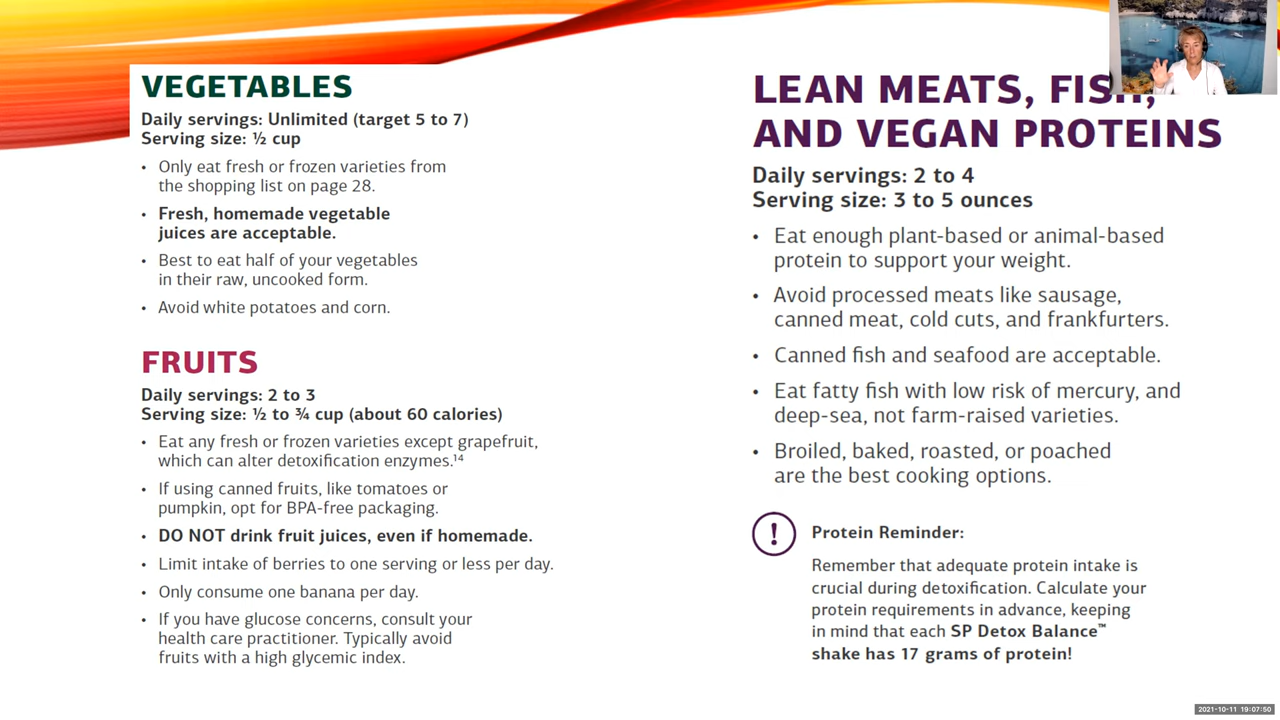 VEGETABLES
Daily servings: Unlimited (target 5 to 7)
Serving size: ½ cup
• Only eat fresh or frozen varieties from
the shopping list on page 28.
• Fresh, homemade vegetable
juices are acceptable.
• Best to eat half of your vegetables
in their raw, uncooked form.
• Avoid white potatoes and corn.
FRUITS
Daily servings: 2 to 3
Serving size: ½ to ¾ cup (about 60 calories)
• Eat any fresh or frozen varieties except grapefruit,
which can alter detoxification enzymes.¹⁴
• If using canned fruits, like tomatoes or
pumpkin, opt for BPA-free packaging.
• DO NOT drink fruit juices, even if homemade.
• Limit intake of berries to one serving or less per day.
• Only consume one banana per day.
• If you have glucose concerns, consult your
health care practitioner. Typically avoid
fruits with a high glycemic index.
LEAN MEATS, FISH,
AND VEGAN PROTEINS
Daily servings: 2 to 4
Serving size: 3 to 5 ounces
• Eat enough plant-based or animal-based
protein to support your weight.
• Avoid processed meats like sausage,
canned meat, cold cuts, and frankfurters.
• Canned fish and seafood are acceptable.
• Eat fatty fish with low risk of mercury, and
deep-sea, not farm-raised varieties.
• Broiled, baked, roasted, or poached
are the best cooking options.
! Protein Reminder:
Remember that adequate protein intake is
crucial during detoxification. Calculate your
protein requirements in advance, keeping
in mind that each SP Detox Balance™
shake has 17 grams of protein!
2021-10-11 19:07:50